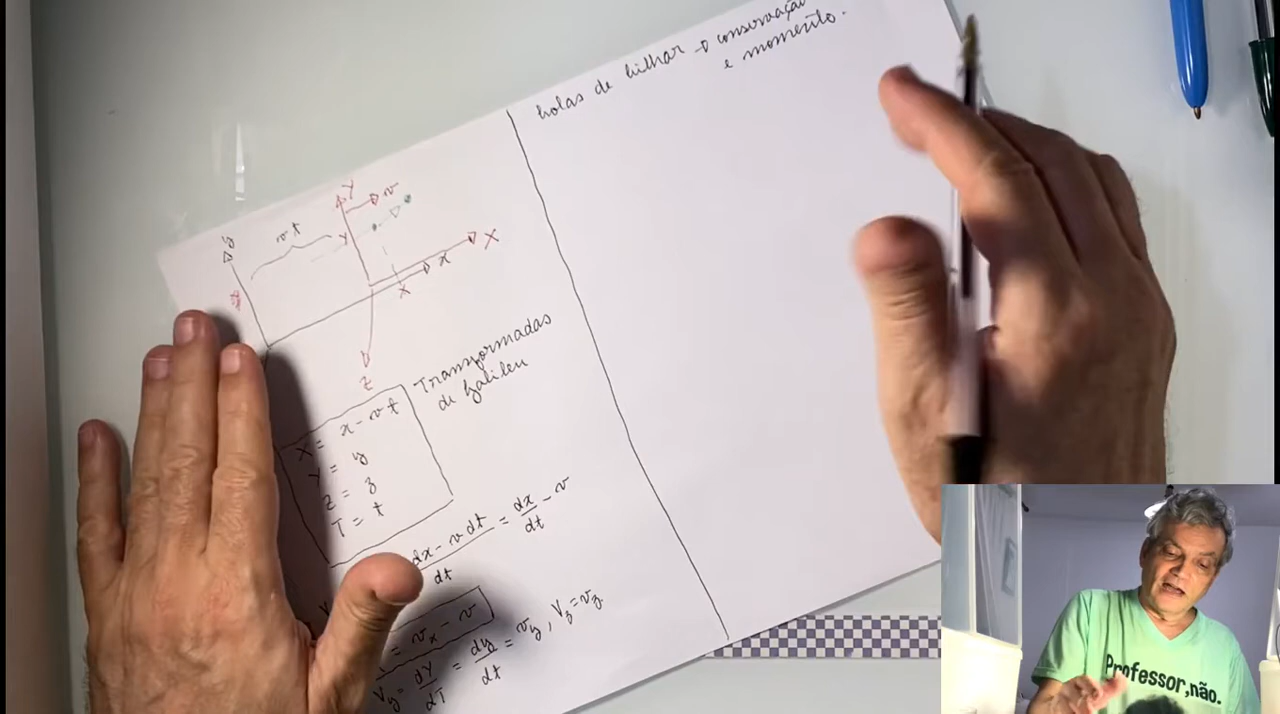 bolas de bilhar → conservação
e momento.
y
vt
Y
v
Y
X
x
X
Z
Transformadas
de Galileu
X = x - vt
Y = y
Z = z
T = t
dx - v dt / dt = dx/dt - v
= v_x - v
V_y = dY/dT = dy/dt = v_y, V_z = v_z
Professor, não.